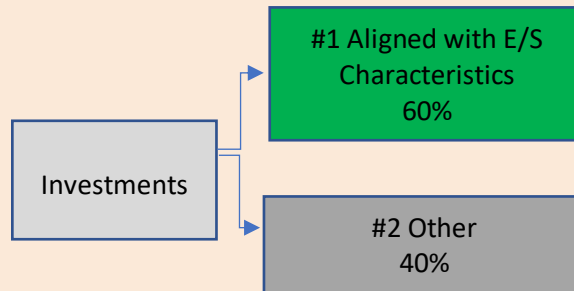 #1 Aligned with E/S
Characteristics
60%
Investments
#2 Other
40%